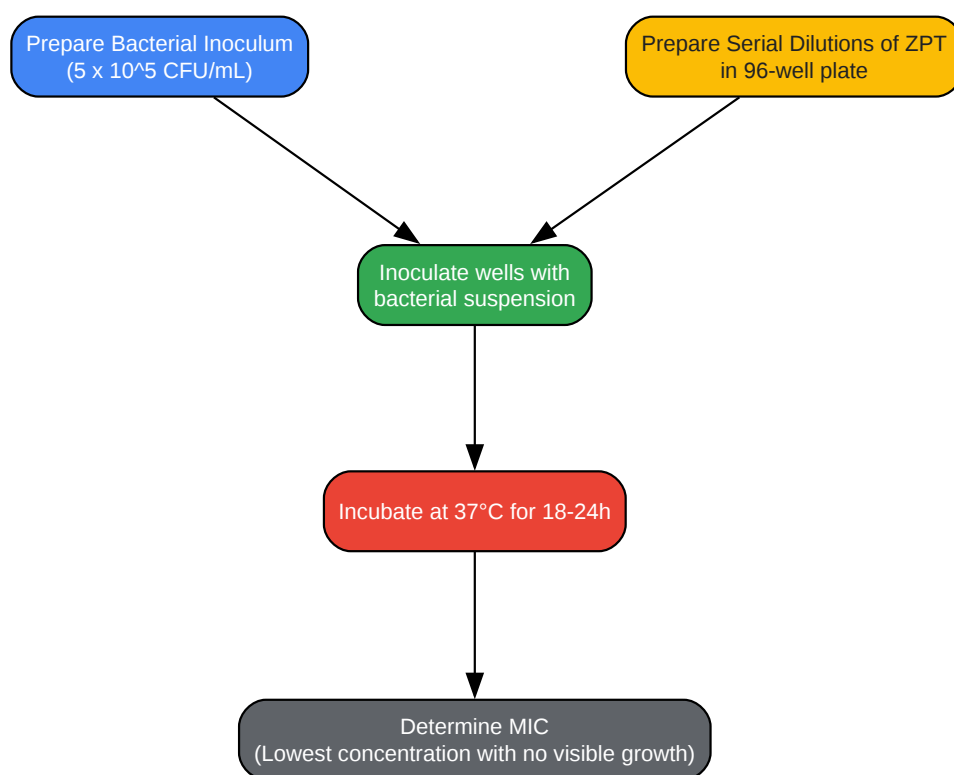 Prepare Bacterial Inoculum
(5 x 10^5 CFU/mL)
Prepare Serial Dilutions of ZPT
in 96-well plate
Inoculate wells with
bacterial suspension
Incubate at 37°C for 18-24h
Determine MIC
(Lowest concentration with no visible growth)